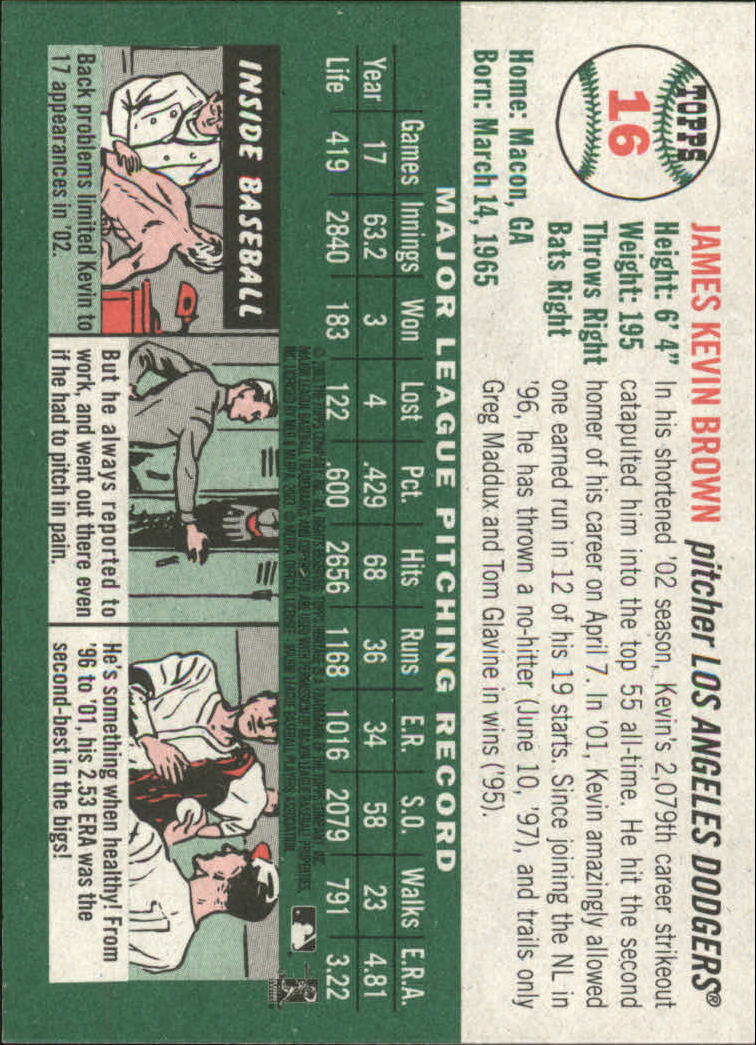 TOPPS
16
JAMES KEVIN BROWN pitcher LOS ANGELES DODGERS®
Height: 6' 4"
Weight: 195
Throws Right
Bats Right
Home: Macon, GA
Born: March 14, 1965
In his shortened '02 season, Kevin's 2,079th career strikeout
catapulted him into the top 55 all-time. He hit the second
homer of his career on April 7. In '01, Kevin amazingly allowed
one earned run in 12 of his 19 starts. Since joining the NL in
'96, he has thrown a no-hitter (June 10, '97), and trails only
Greg Maddux and Tom Glavine in wins ('95).
MAJOR LEAGUE PITCHING RECORD
Games Innings Won Lost Pct. Hits Runs E.R. S.O. Walks E.R.A.
Year 17 63.2 3 4 .429 68 36 34 58 23 4.81
Life 419 2840 183 122 .600 2656 1168 1016 2079 791 3.22
INSIDE BASEBALL
Back problems limited Kevin to
17 appearances in '02.
But he always reported to
work, and went out there even
if he had to pitch in pain.
He's something when healthy! From
'96 to '01, his 2.53 ERA was the
second-best in the bigs!